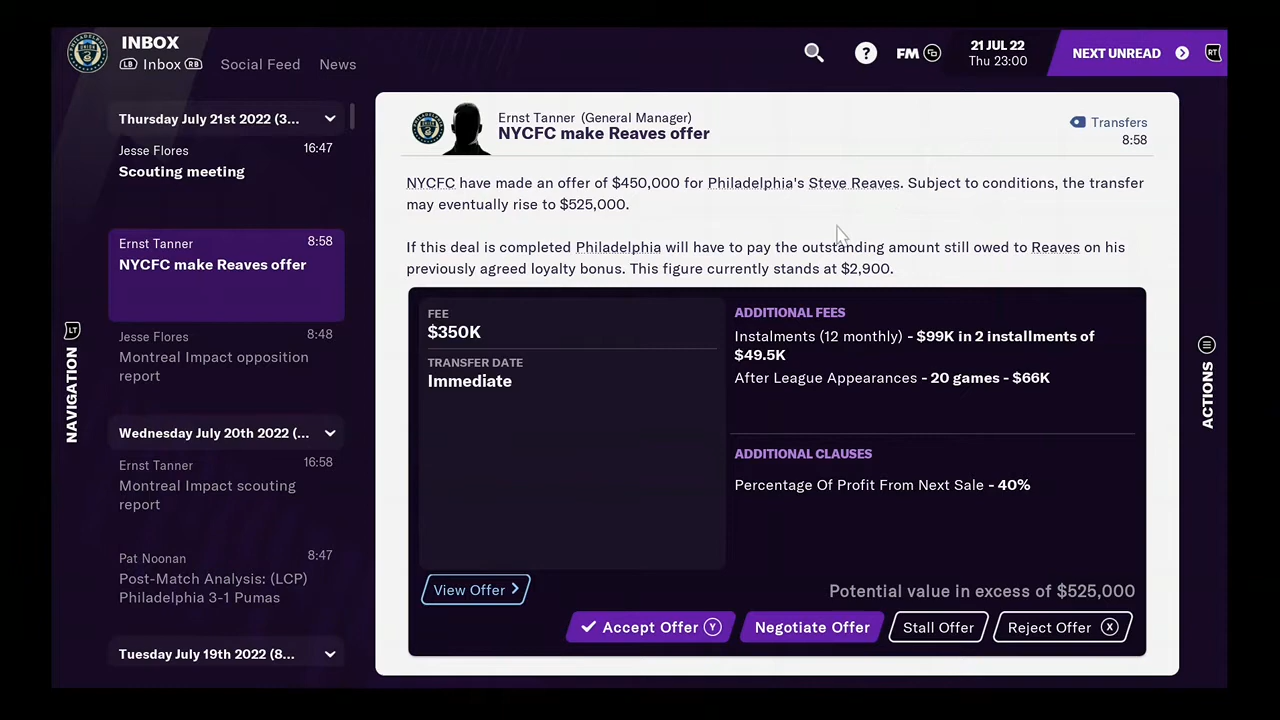 INBOX
LB Inbox RB Social Feed News
FM
21 JUL 22
Thu 23:00
NEXT UNREAD RT
Thursday July 21st 2022 (3...
Jesse Flores 16:47
Scouting meeting
Ernst Tanner 8:58
NYCFC make Reaves offer
Jesse Flores 8:48
Montreal Impact opposition
report
Wednesday July 20th 2022 (...
Ernst Tanner 16:58
Montreal Impact scouting
report
Pat Noonan 8:47
Post-Match Analysis: (LCP)
Philadelphia 3-1 Pumas
Tuesday July 19th 2022 (8...
LT
NAVIGATION
Ernst Tanner (General Manager)
NYCFC make Reaves offer
Transfers
8:58
NYCFC have made an offer of $450,000 for Philadelphia's Steve Reaves. Subject to conditions, the transfer
may eventually rise to $525,000.
If this deal is completed Philadelphia will have to pay the outstanding amount still owed to Reaves on his
previously agreed loyalty bonus. This figure currently stands at $2,900.
FEE
$350K
TRANSFER DATE
Immediate
ADDITIONAL FEES
Instalments (12 monthly) - $99K in 2 installments of
$49.5K
After League Appearances - 20 games - $66K
ADDITIONAL CLAUSES
Percentage Of Profit From Next Sale - 40%
View Offer
Potential value in excess of $525,000
Accept Offer Y
Negotiate Offer
Stall Offer
Reject Offer X
ACTIONS